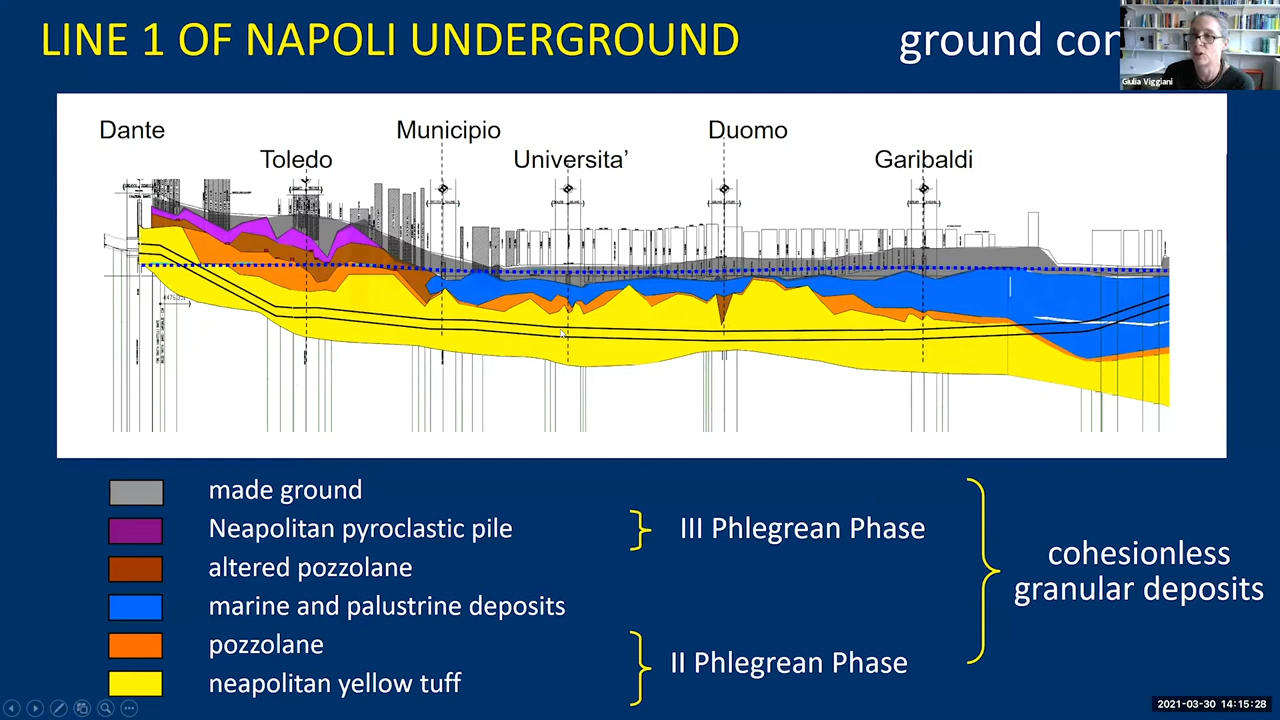 LINE 1 OF NAPOLI UNDERGROUND
ground con
Giulia Viggiani
Dante
Municipio
Duomo
Toledo
Universita’
Garibaldi
made ground
Neapolitan pyroclastic pile
III Phlegrean Phase
altered pozzolane
cohesionless
granular deposits
marine and palustrine deposits
pozzolane
II Phlegrean Phase
neapolitan yellow tuff
2021-03-30 14:15:28